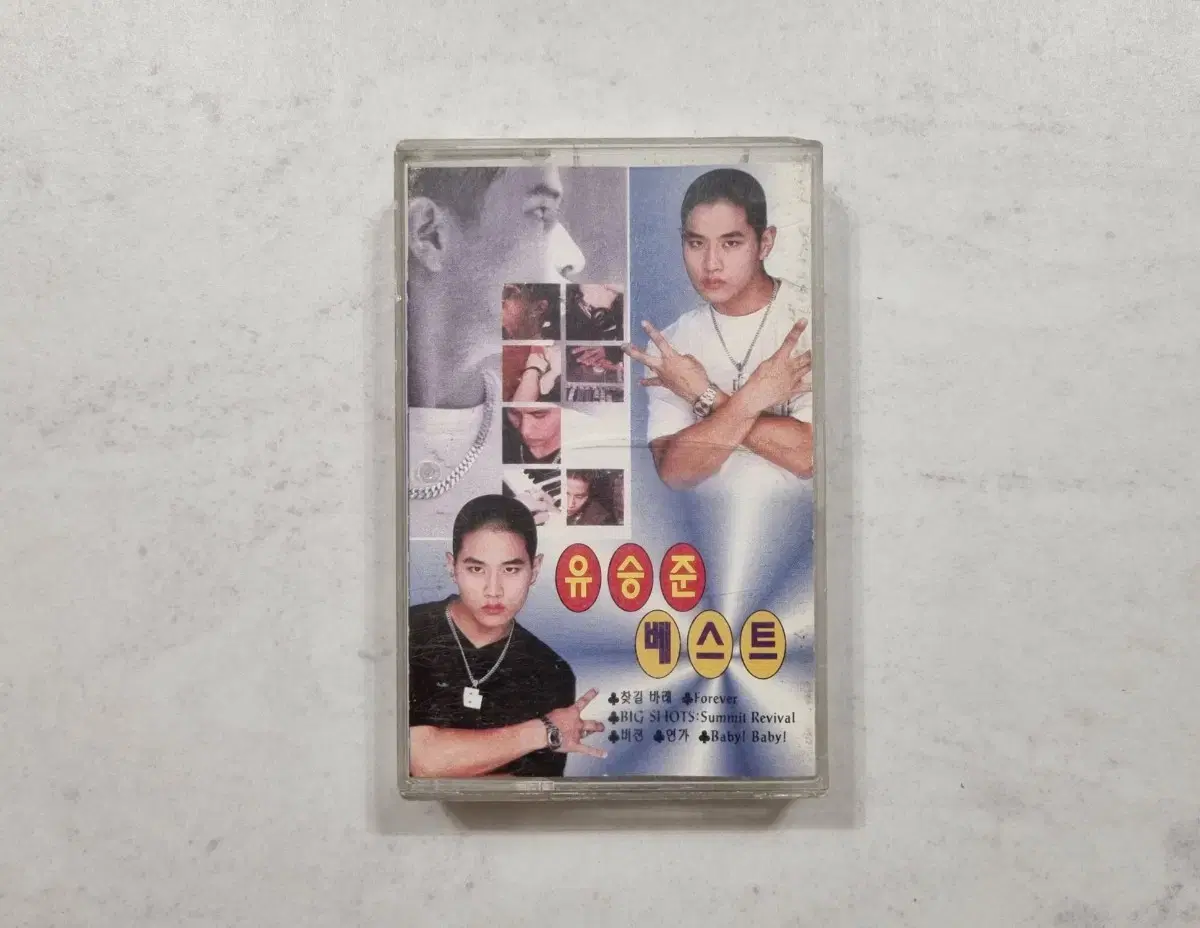 유승준
베스트
♣찾길 바래 ♣Forever
♣BIG SHOTS:Summit Revival
♣버전 ♣연가 ♣Baby! Baby!